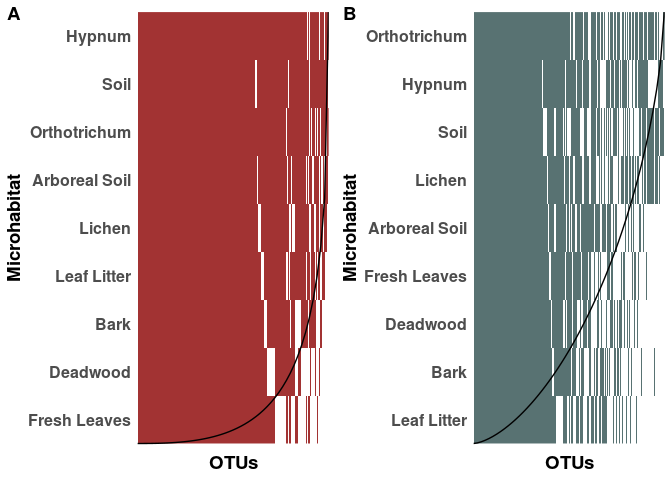 A
Microhabitat
Hypnum
Soil
Orthotrichum
Arboreal Soil
Lichen
Leaf Litter
Bark
Deadwood
Fresh Leaves
OTUs
B
Microhabitat
Orthotrichum
Hypnum
Soil
Lichen
Arboreal Soil
Fresh Leaves
Deadwood
Bark
Leaf Litter
OTUs